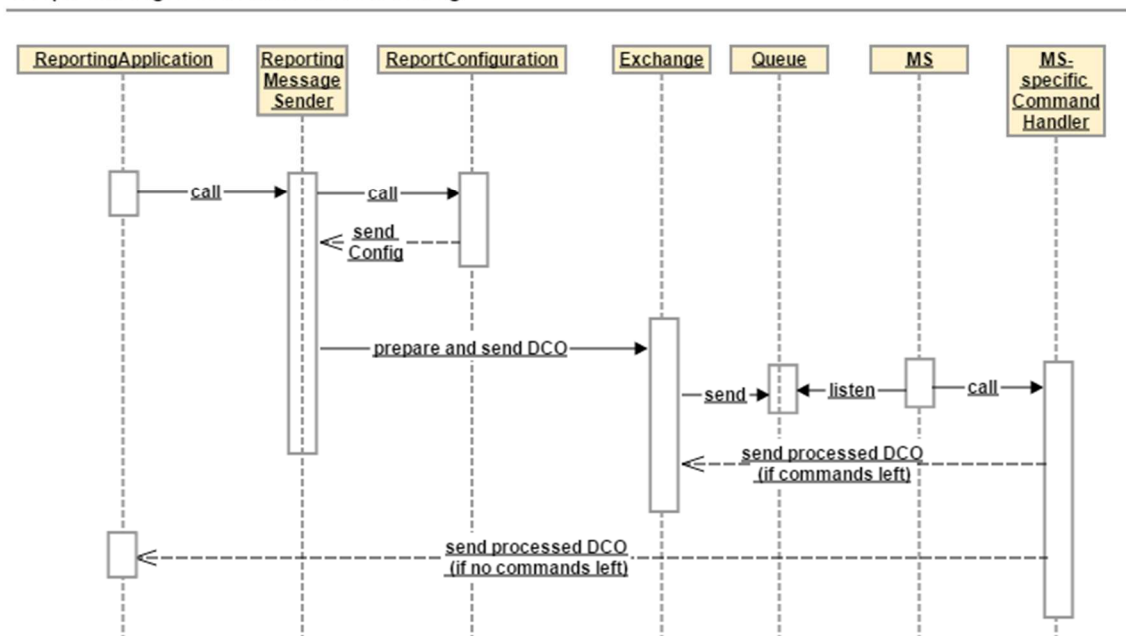 ReportingApplication
Reporting
Message
Sender
ReportConfiguration
Exchange
Queue
MS
MS-
specific
Command
Handler
call
call
send
Config
prepare and send DCO
send
listen
call
send processed DCO
(if commands left)
send processed DCO
(if no commands left)